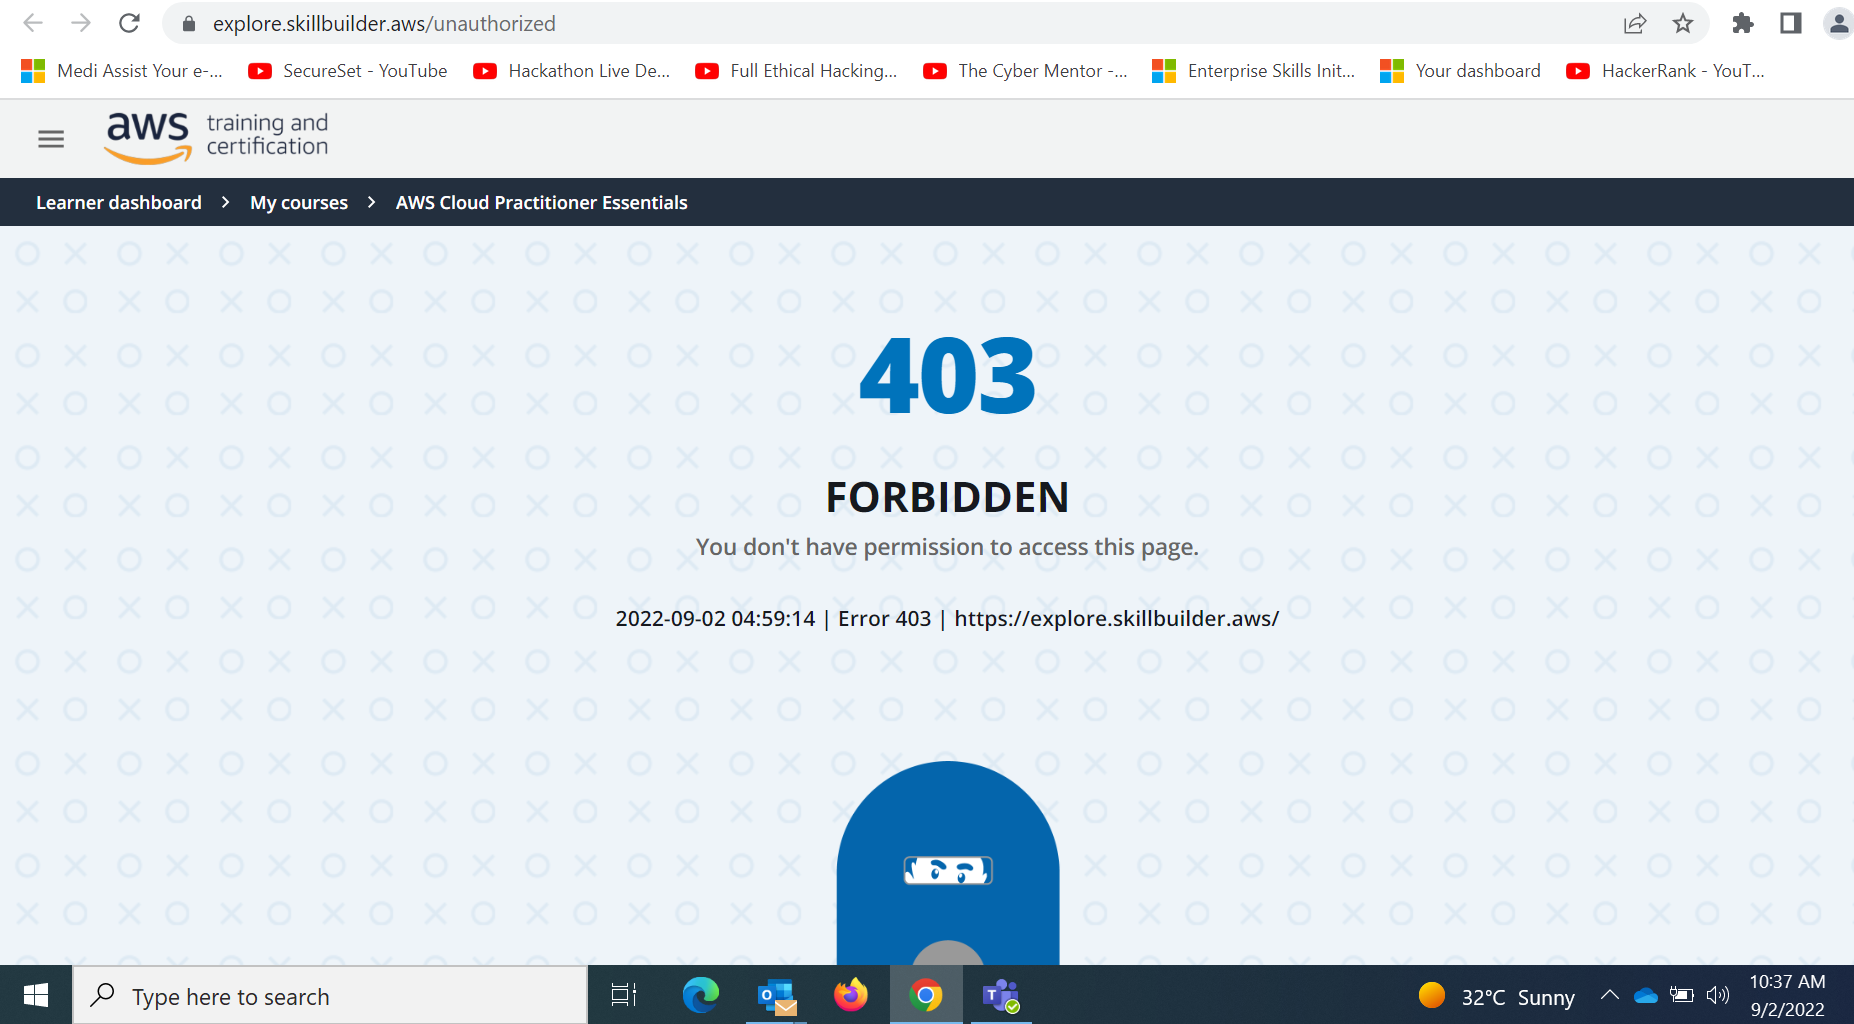 explore.skillbuilder.aws/unauthorized
Medi Assist Your e-... SecureSet - YouTube Hackathon Live De... Full Ethical Hacking... The Cyber Mentor -... Enterprise Skills Init... Your dashboard HackerRank - YouT...
aws training and
certification
Learner dashboard > My courses > AWS Cloud Practitioner Essentials
403
FORBIDDEN
You don't have permission to access this page.
2022-09-02 04:59:14 | Error 403 | https://explore.skillbuilder.aws/
Type here to search
32°C Sunny
10:37 AM
9/2/2022